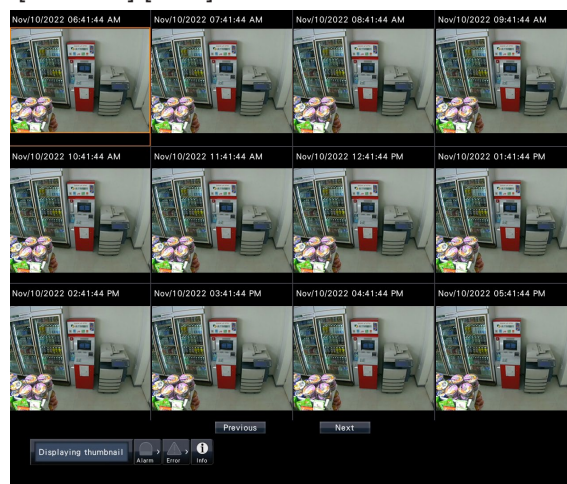 Nov/10/2022 06:41:44 AM
Nov/10/2022 07:41:44 AM
Nov/10/2022 08:41:44 AM
Nov/10/2022 09:41:44 AM
Nov/10/2022 10:41:44 AM
Nov/10/2022 11:41:44 AM
Nov/10/2022 12:41:44 PM
Nov/10/2022 01:41:44 PM
Nov/10/2022 02:41:44 PM
Nov/10/2022 03:41:44 PM
Nov/10/2022 04:41:44 PM
Nov/10/2022 05:41:44 PM
Previous
Next
Displaying thumbnail
Alarm
Error
Info